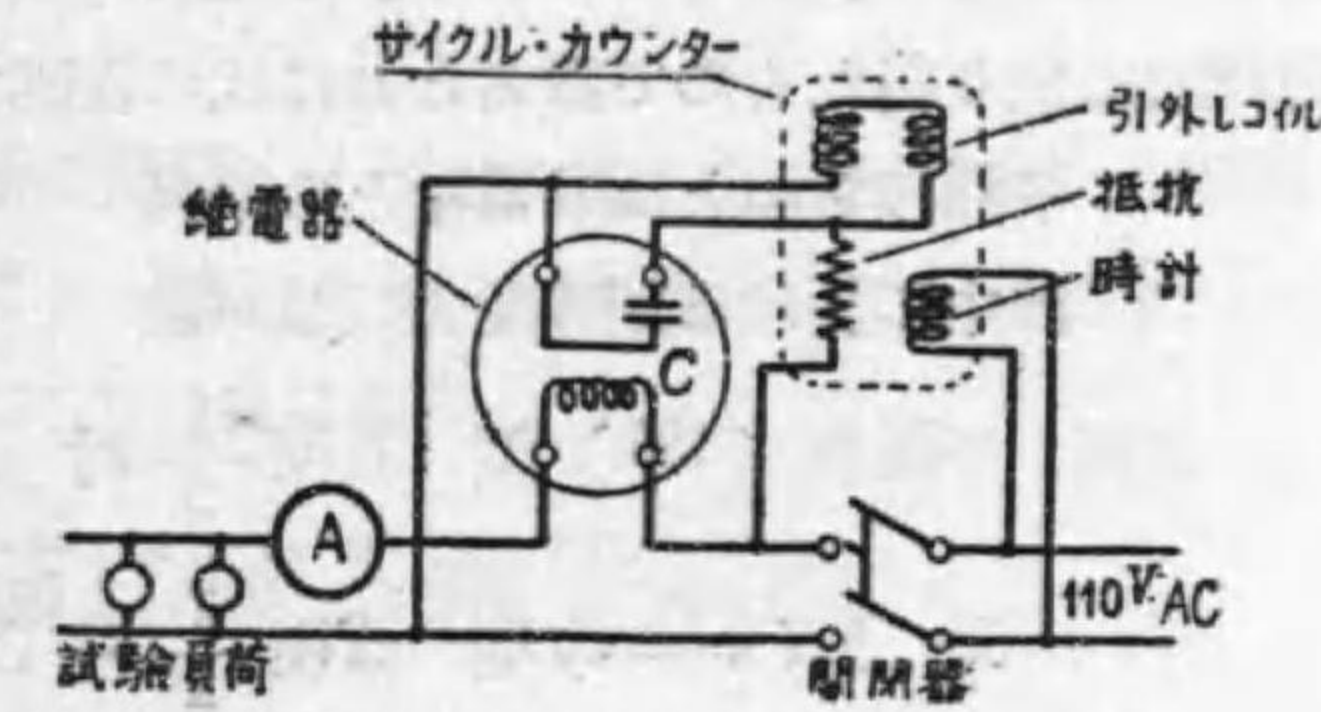 サイクル・カウンター
引外しコイル
継電器
抵抗
時計
C
A
110V. AC
試験負荷
開閉器